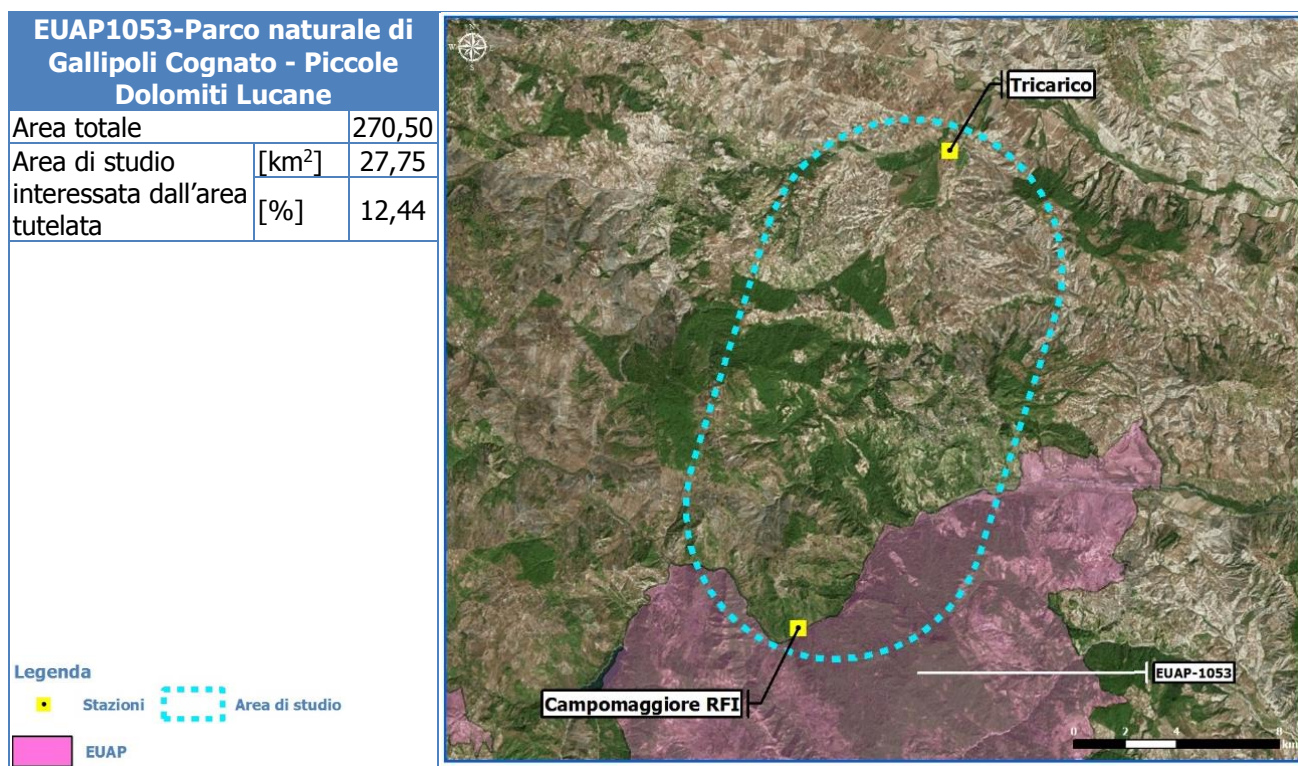 EUAP1053-Parco naturale di
Gallipoli Cognato - Piccole
Dolomiti Lucane
Area totale 270,50
Area di studio
interessata dall'area
tutelata
[km²] 27,75
[%] 12,44
Legenda
Stazioni
Area di studio
EUAP
Tricarico
Campomaggiore RFI
EUAP-1053
0 2 4 8
km